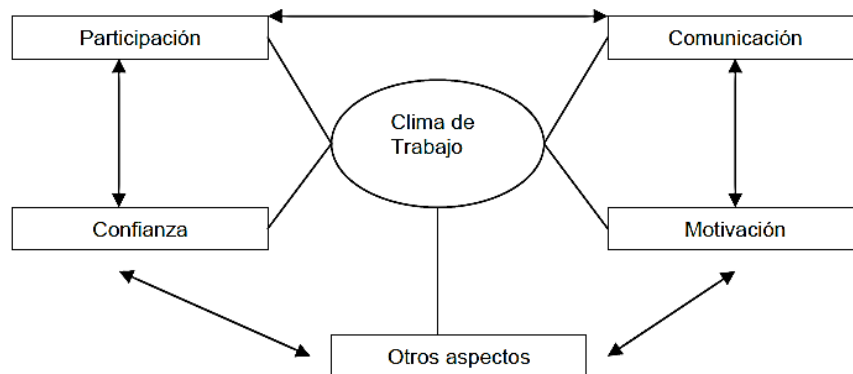 Participación
Comunicación
Clima de
Trabajo
Confianza
Motivación
Otros aspectos